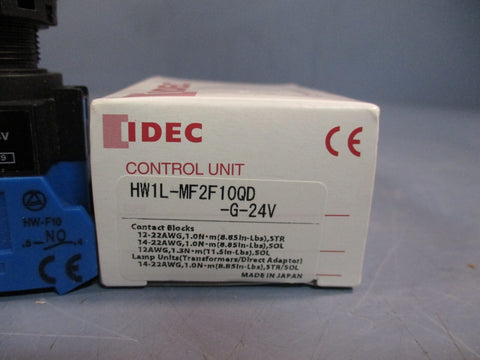 IDEC
CE
CONTROL UNIT
HW1L-MF2F10QD
-G-24V
Contact Blocks
12-22AWG,1.0N·m(8.85in-Lbs),STR
14-22AWG,1.0N·m(8.85in-Lbs),SOL
12AWG,1.3N·m(11.5in-Lbs),SOL
Lamp Units(Transformers/Direct Adaptor)
14-22AWG,1.0N·m(8.85in-Lbs),STR/SOL
MADE IN JAPAN
HW-F10
.3 NO .4